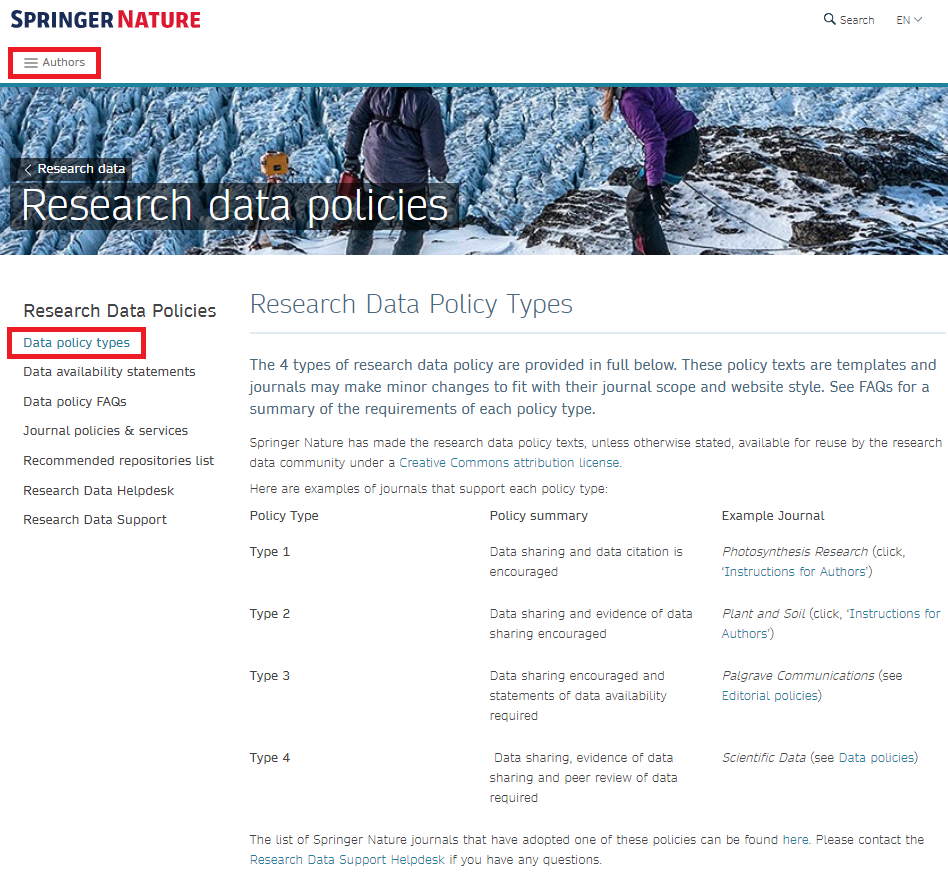 SPRINGER NATURE
Search EN
Authors
Research data
Research data policies
Research Data Policies
Data policy types
Data availability statements
Data policy FAQs
Journal policies & services
Recommended repositories list
Research Data Helpdesk
Research Data Support
Research Data Policy Types
The 4 types of research data policy are provided in full below. These policy texts are templates and
journals may make minor changes to fit with their journal scope and website style. See FAQs for a
summary of the requirements of each policy type.
Springer Nature has made the research data policy texts, unless otherwise stated, available for reuse by the research
data community under a Creative Commons attribution license.
Here are examples of journals that support each policy type:
Policy Type Policy summary Example Journal
Type 1 Data sharing and data citation is Photosynthesis Research (click,
encouraged ‘Instructions for Authors’)
Type 2 Data sharing and evidence of data Plant and Soil (click, ‘Instructions for
sharing encouraged Authors’)
Type 3 Data sharing encouraged and Palgrave Communications (see
statements of data availability Editorial policies)
required
Type 4 Data sharing, evidence of data Scientific Data (see Data policies)
sharing and peer review of data
required
The list of Springer Nature journals that have adopted one of these policies can be found here. Please contact the
Research Data Support Helpdesk if you have any questions.